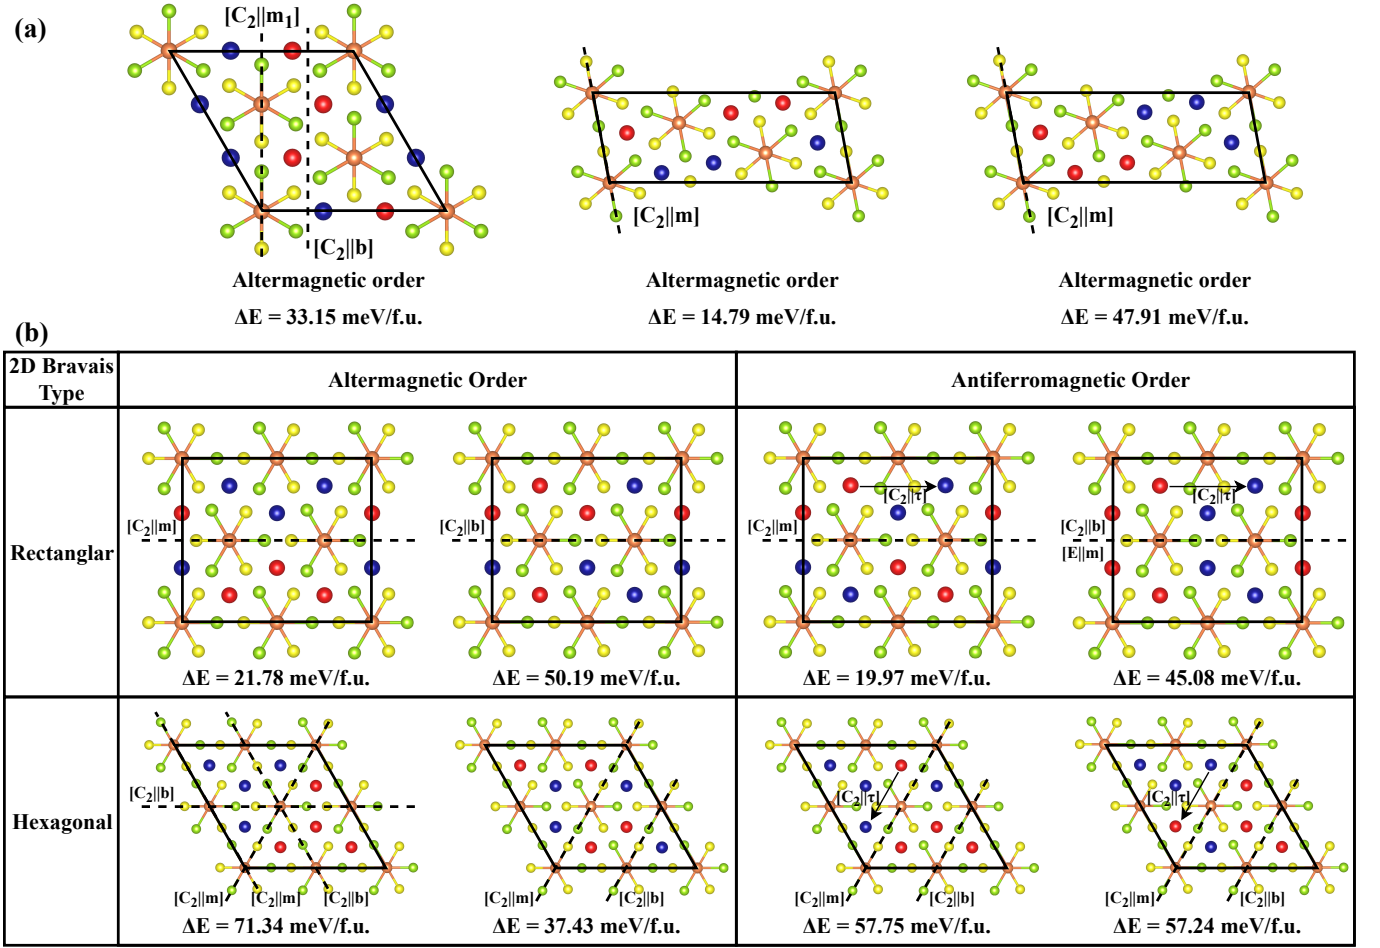 (a)
[C₂||m₁]
[C₂||b]
[C₂||m]
[C₂||m]
Altermagnetic order
ΔE = 33.15 meV/f.u.
Altermagnetic order
ΔE = 14.79 meV/f.u.
Altermagnetic order
ΔE = 47.91 meV/f.u.
(b)
2D Bravais
Type
Altermagnetic Order
Antiferromagnetic Order
Rectanglar
[C₂||m]
ΔE = 21.78 meV/f.u.
[C₂||b]
ΔE = 50.19 meV/f.u.
[C₂||τ]
[C₂||m]
ΔE = 19.97 meV/f.u.
[C₂||τ]
[C₂||b]
[E||m]
ΔE = 45.08 meV/f.u.
Hexagonal
[C₂||b]
[C₂||m]
[C₂||m]
[C₂||b]
ΔE = 71.34 meV/f.u.
[C₂||m]
[C₂||b]
ΔE = 37.43 meV/f.u.
[C₂||τ]
[C₂||m]
[C₂||b]
ΔE = 57.75 meV/f.u.
[C₂||τ]
[C₂||m]
[C₂||b]
ΔE = 57.24 meV/f.u.